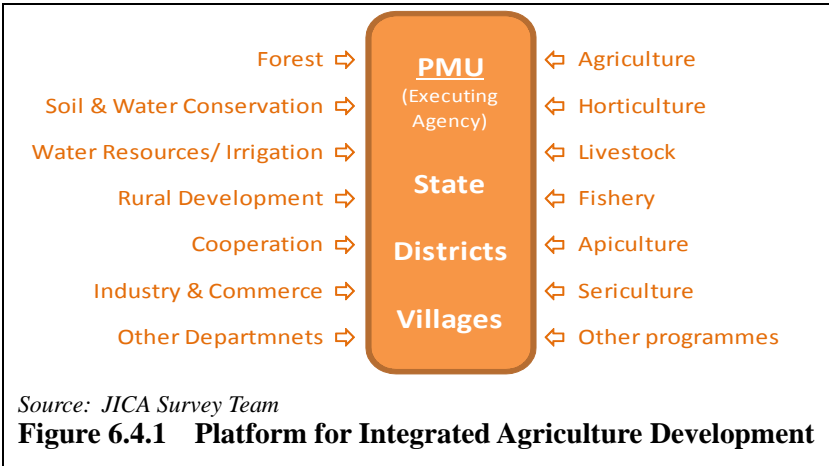 Forest
Soil & Water Conservation
Water Resources/ Irrigation
Rural Development
Cooperation
Industry & Commerce
Other Departmnets
PMU
(Executing
Agency)
State
Districts
Villages
Agriculture
Horticulture
Livestock
Fishery
Apiculture
Sericulture
Other programmes
Source: JICA Survey Team
Figure 6.4.1 Platform for Integrated Agriculture Development